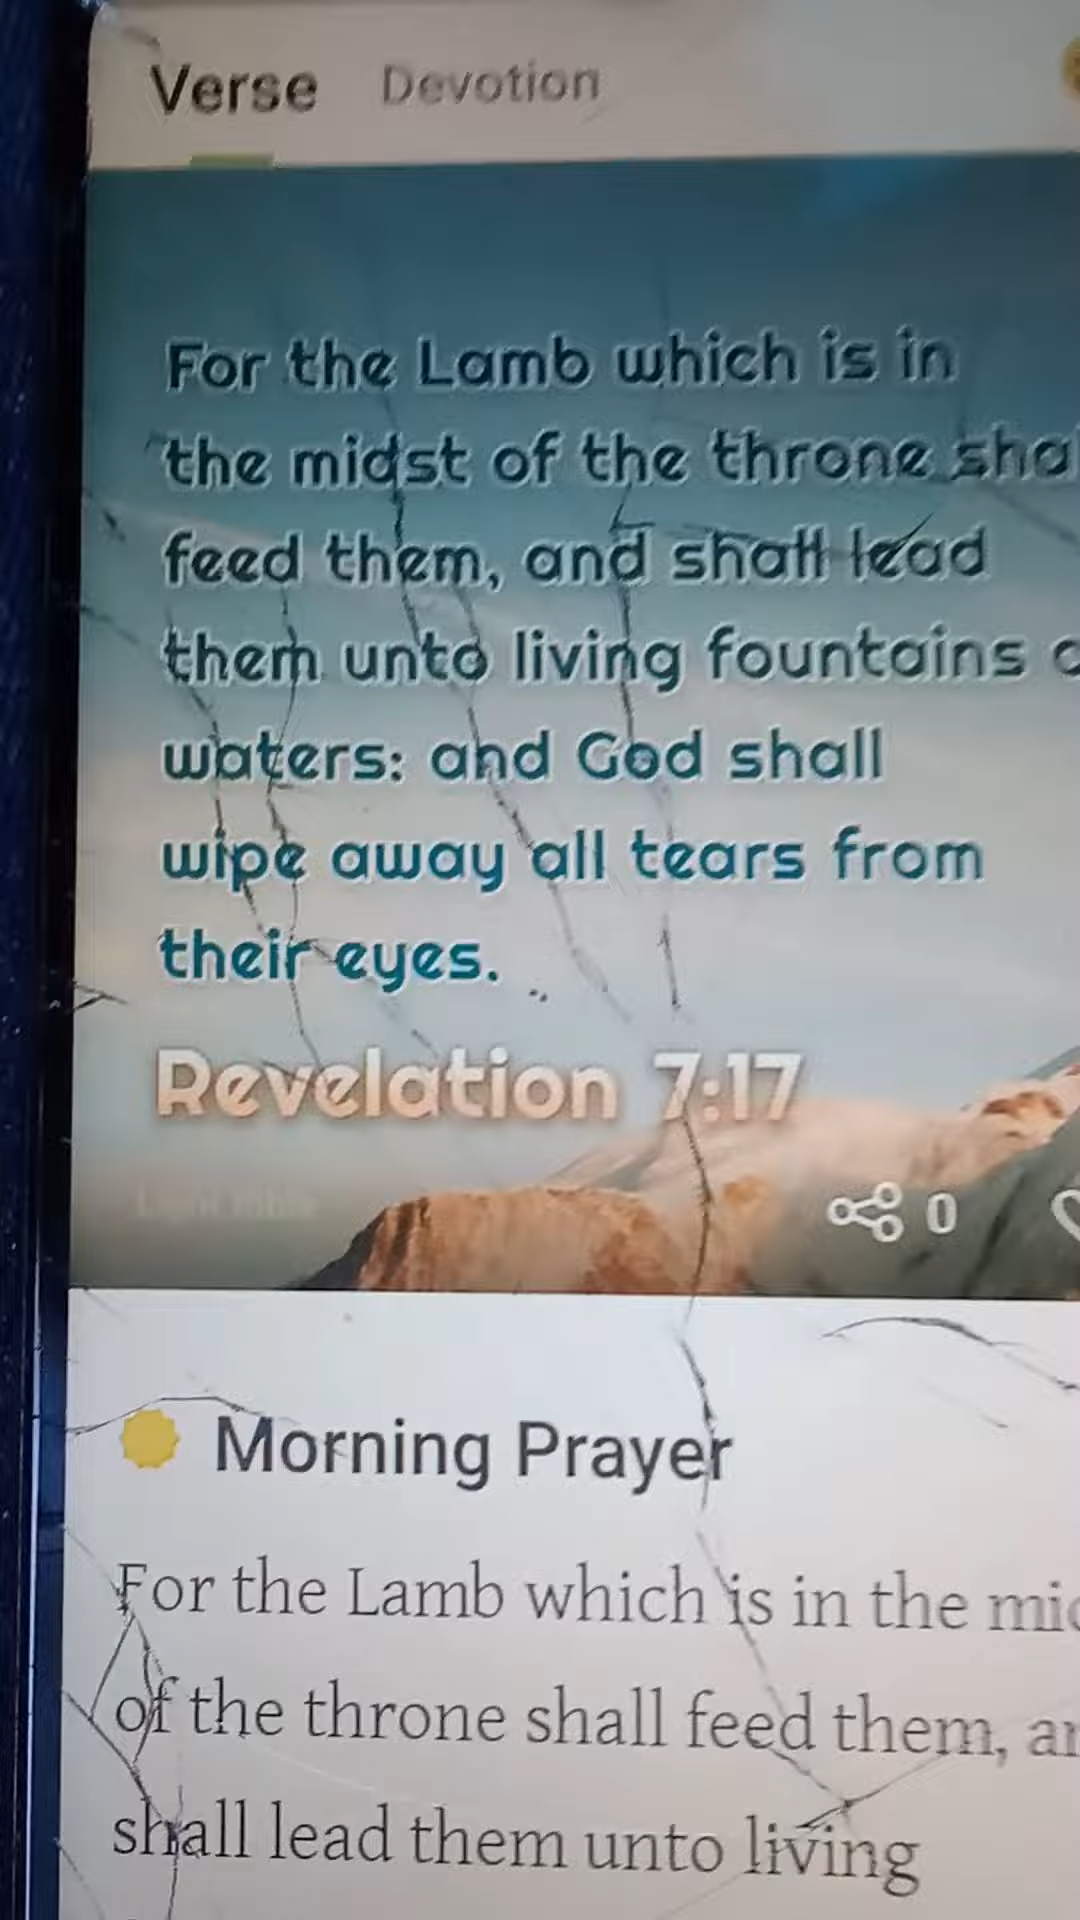 Verse Devotion
For the Lamb which is in
the midst of the throne
feed them, and shall lead
them unto living fountains
waters: and God shall
wipe away all tears from
their eyes.
Revelation 7:17
0
Morning Prayer
For the Lamb which is in the
of the throne shall feed them,
shall lead them unto living